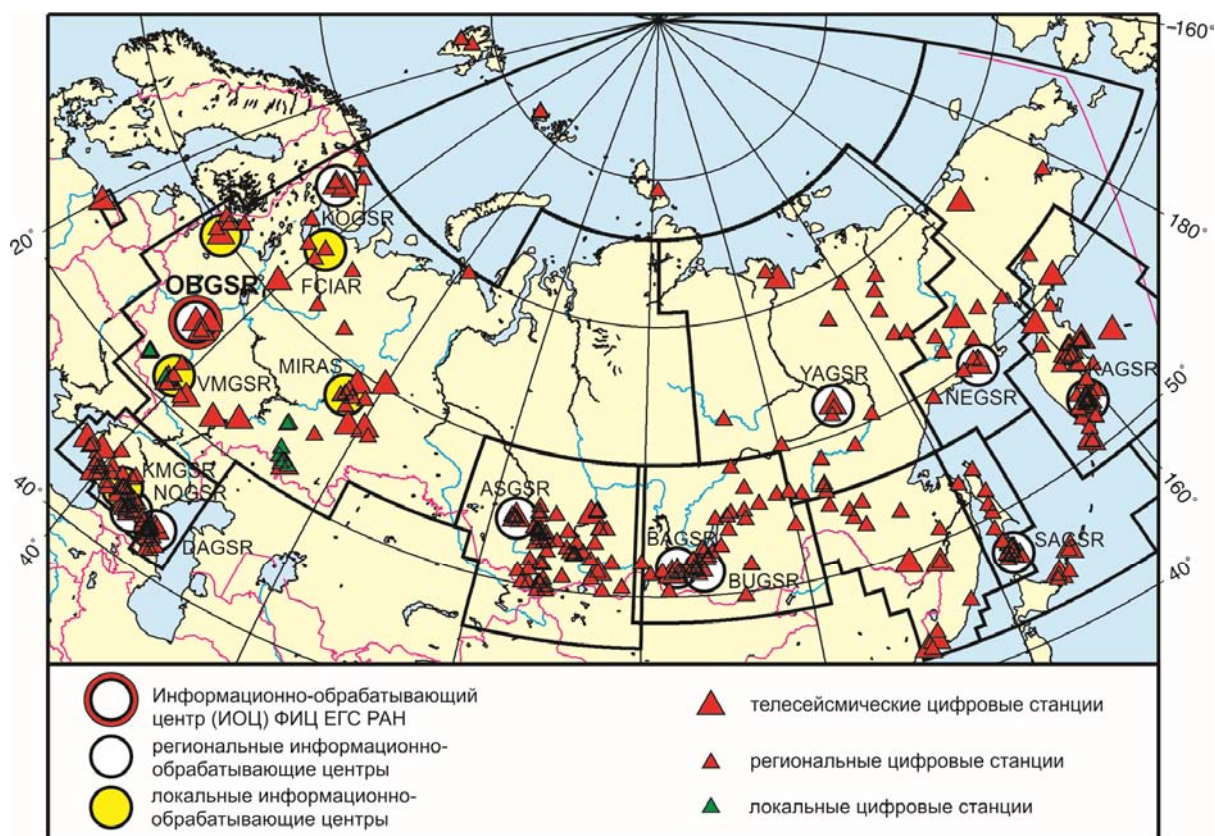 -160°
180°
20°
KOGSR
FCIAR
OBGSR
MIRAS
VMGSR
YAGSR
NEGSR
AGSR
50°
160°
40°
40°
40°
KMGSR
NOGSR
DAGSR
ASGSR
BAGSR
BUGSR
SAGSR
Информационно-обрабатывающий
центр (ИОЦ) ФИЦ ЕГС РАН
региональные информационно-
обрабатывающие центры
локальные информационно-
обрабатывающие центры
телесейсмические цифровые станции
региональные цифровые станции
локальные цифровые станции